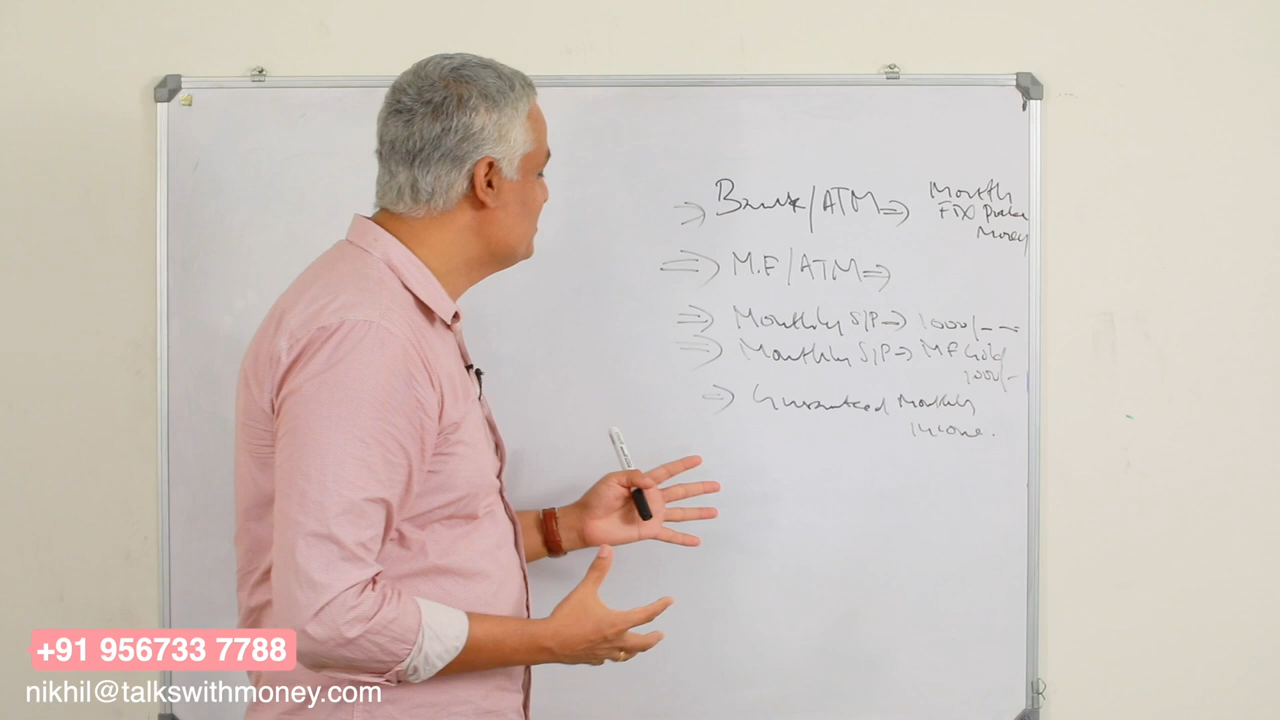 ⇒ Bank/ATM ⇒ Month
FIX Pocket
Money
⇒ M.F/ATM ⇒
⇒ Monthly SIP → 1000/-
⇒ Monthly SIP ⇒ MF Gold
1000/-
⇒ Guaranteed Monthly
Income.
+91 956733 7788
nikhil@talkswithmoney.com